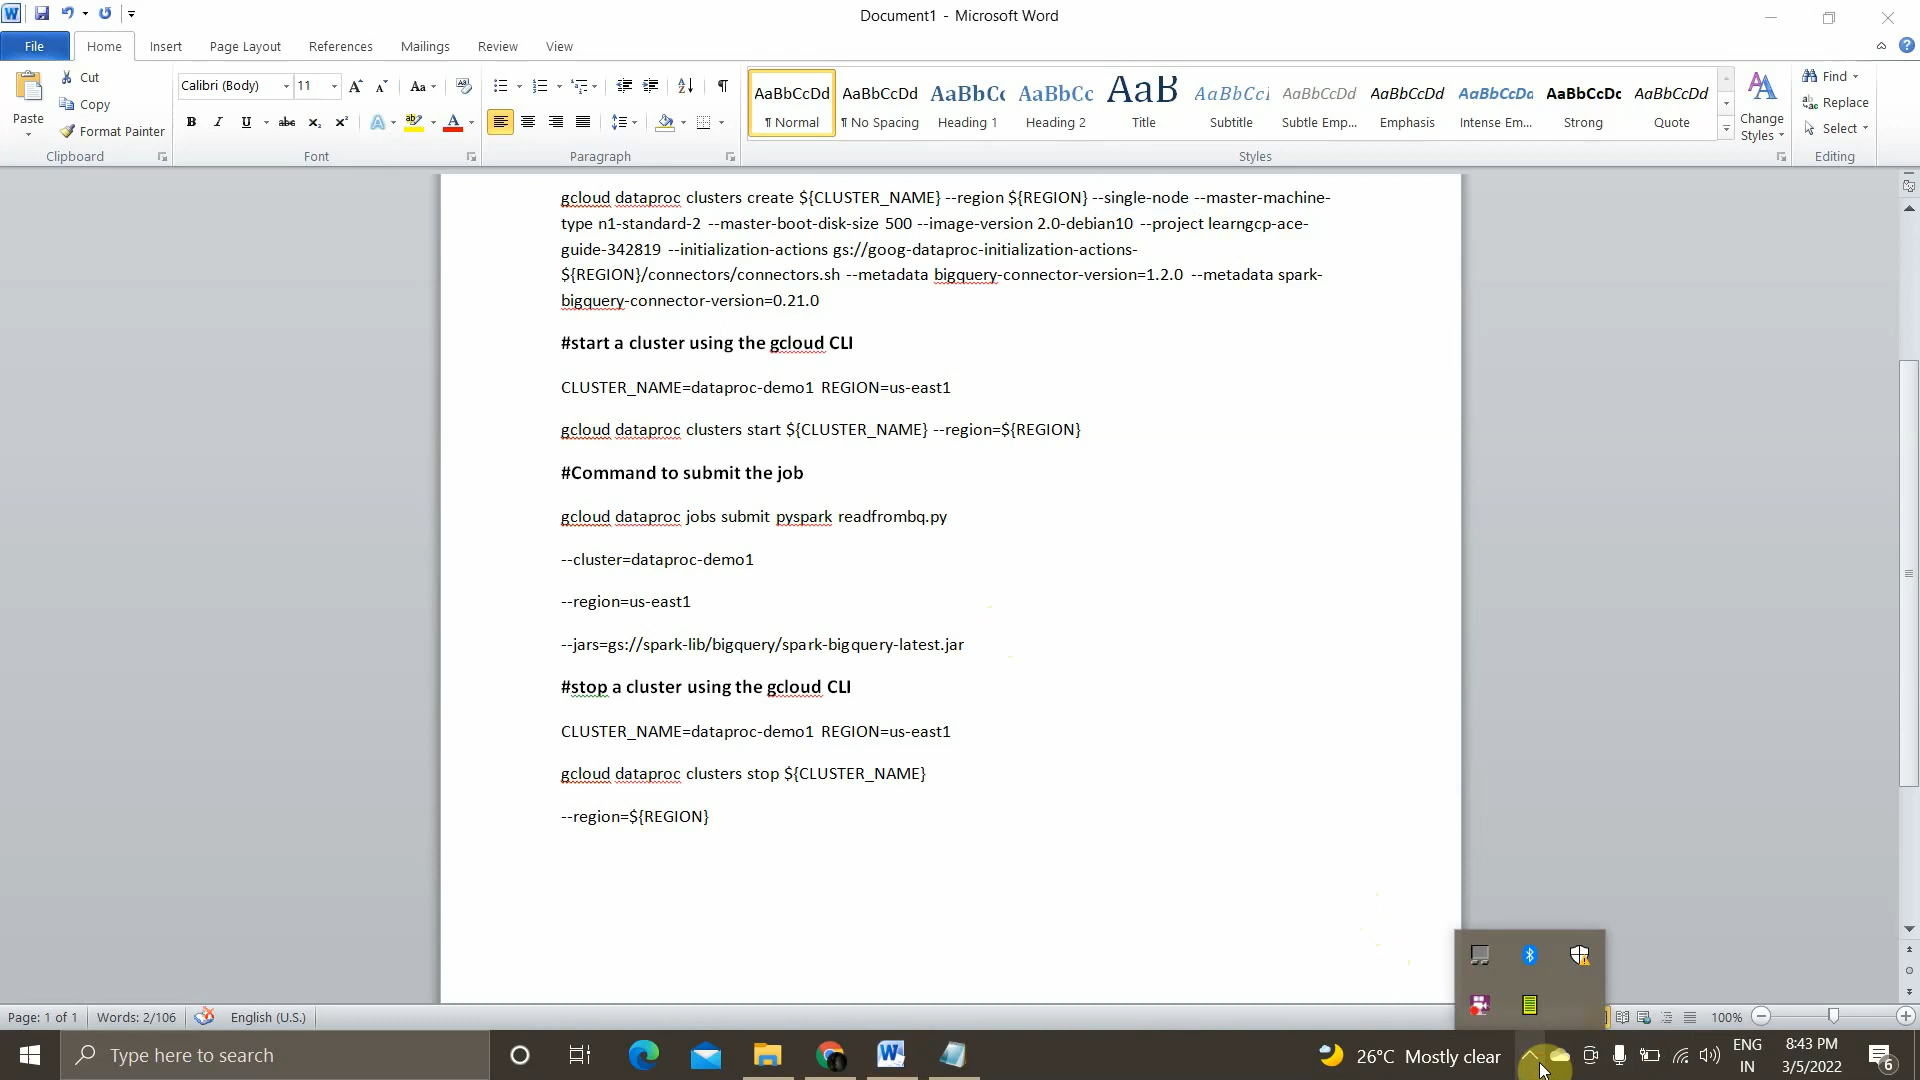 Document1 - Microsoft Word
File Home Insert Page Layout References Mailings Review View
Paste
Cut
Copy
Format Painter
Clipboard
Calibri (Body) 11
Font
Paragraph
AaBbCcDd AaBbCcDd AaBbCc AaBbCc AaB AaBbCcI AaBbCcDd AaBbCcDd AaBbCcDd AaBbCcDc AaBbCcDd
¶ Normal ¶ No Spacing Heading 1 Heading 2 Title Subtitle Subtle Emp... Emphasis Intense Em... Strong Quote
Styles
Change
Styles
Find
Replace
Select
Editing
gcloud dataproc clusters create ${CLUSTER_NAME} --region ${REGION} --single-node --master-machine-
type n1-standard-2 --master-boot-disk-size 500 --image-version 2.0-debian10 --project learngcp-ace-
guide-342819 --initialization-actions gs://goog-dataproc-initialization-actions-
${REGION}/connectors/connectors.sh --metadata bigquery-connector-version=1.2.0 --metadata spark-
bigquery-connector-version=0.21.0
#start a cluster using the gcloud CLI
CLUSTER_NAME=dataproc-demo1 REGION=us-east1
gcloud dataproc clusters start ${CLUSTER_NAME} --region=${REGION}
#Command to submit the job
gcloud dataproc jobs submit pyspark readfrombq.py
--cluster=dataproc-demo1
--region=us-east1
--jars=gs://spark-lib/bigquery/spark-bigquery-latest.jar
#stop a cluster using the gcloud CLI
CLUSTER_NAME=dataproc-demo1 REGION=us-east1
gcloud dataproc clusters stop ${CLUSTER_NAME}
--region=${REGION}
Page: 1 of 1 Words: 2/106 English (U.S.) 100%
Type here to search
26°C Mostly clear
ENG
IN
8:43 PM
3/5/2022
6